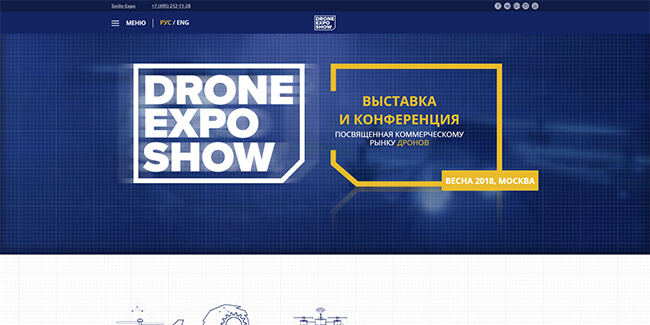 Smile-Expo +7 (495) 212-11-28
МЕНЮ РУС / ENG
DRONE
EXPO
SHOW
DRONE
EXPO
SHOW
ВЫСТАВКА
И КОНФЕРЕНЦИЯ
ПОСВЯЩЕННАЯ КОММЕРЧЕСКОМУ
РЫНКУ ДРОНОВ
ВЕСНА 2018, МОСКВА